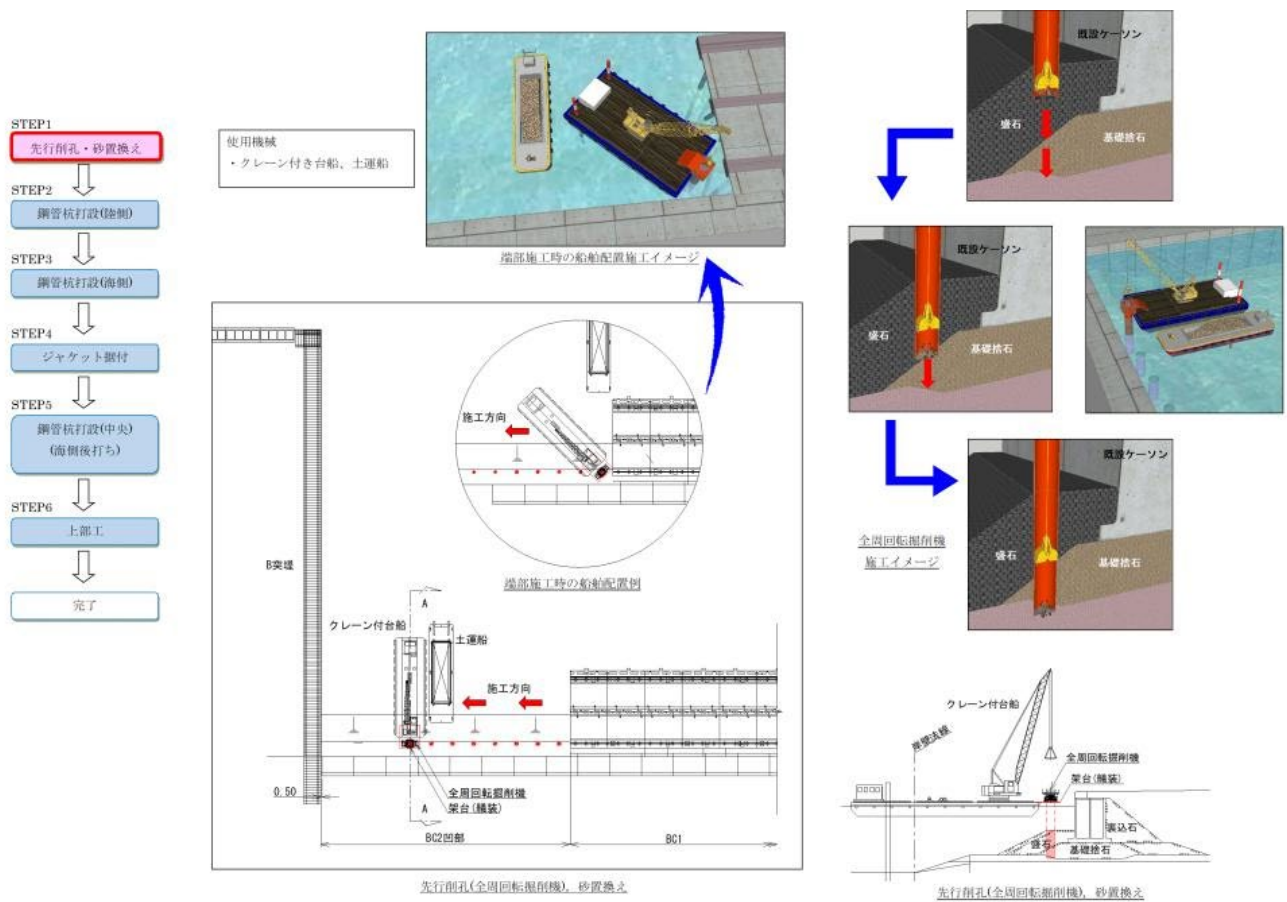 STEP1
先行削孔・砂置換え
STEP2
鋼管杭打設(陸側)
STEP3
鋼管杭打設(海側)
STEP4
ジャケット据付
STEP5
鋼管杭打設(中央)
(海側後打ち)
STEP6
上部工
完了
使用機械
・クレーン付き台船、土運船
端部施工時の船舶配置施工イメージ
施工方向
端部施工時の船舶配置例
B突堤
A
クレーン付台船
土運船
施工方向
全周回転掘削機
架台(艤装)
0.50
A
BC2凹部
BC1
先行削孔(全周回転掘削機)，砂置換え
既設ケーソン
盛石
基礎捨石
既設ケーソン
盛石
基礎捨石
既設ケーソン
盛石
基礎捨石
全周回転掘削機
施工イメージ
クレーン付台船
岸壁法線
全周回転掘削機
架台(艤装)
裏込石
盛石
基礎捨石
先行削孔(全周回転掘削機)，砂置換え